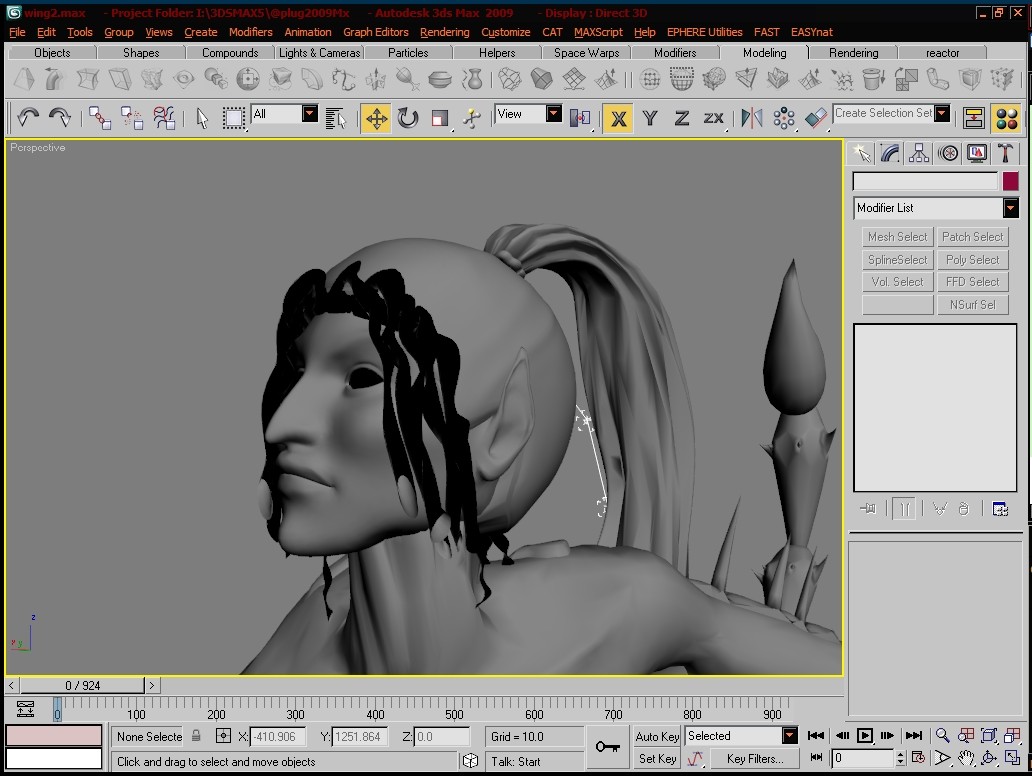 wing2.max - Project Folder: I:\3DSMAX5\@plug2009Mx - Autodesk 3ds Max 2009 - Display : Direct 3D
File Edit Tools Group Views Create Modifiers Animation Graph Editors Rendering Customize CAT MAXScript Help EPHERE Utilities FAST EASYnat
Objects Shapes Compounds Lights & Cameras Particles Helpers Space Warps Modifiers Modeling Rendering reactor
All View X Y Z ZX Create Selection Set
Perspective
Modifier List
Mesh Select Patch Select
SplineSelect Poly Select
Vol. Select FFD Select
NSurf Sel
z
y
0 / 924
0 100 200 300 400 500 600 700 800 900
None Selecte X: -410.906 Y: 1251.864 Z: 0.0 Grid = 10.0 Auto Key Selected
Click and drag to select and move objects Talk: Start Set Key Key Filters... 0